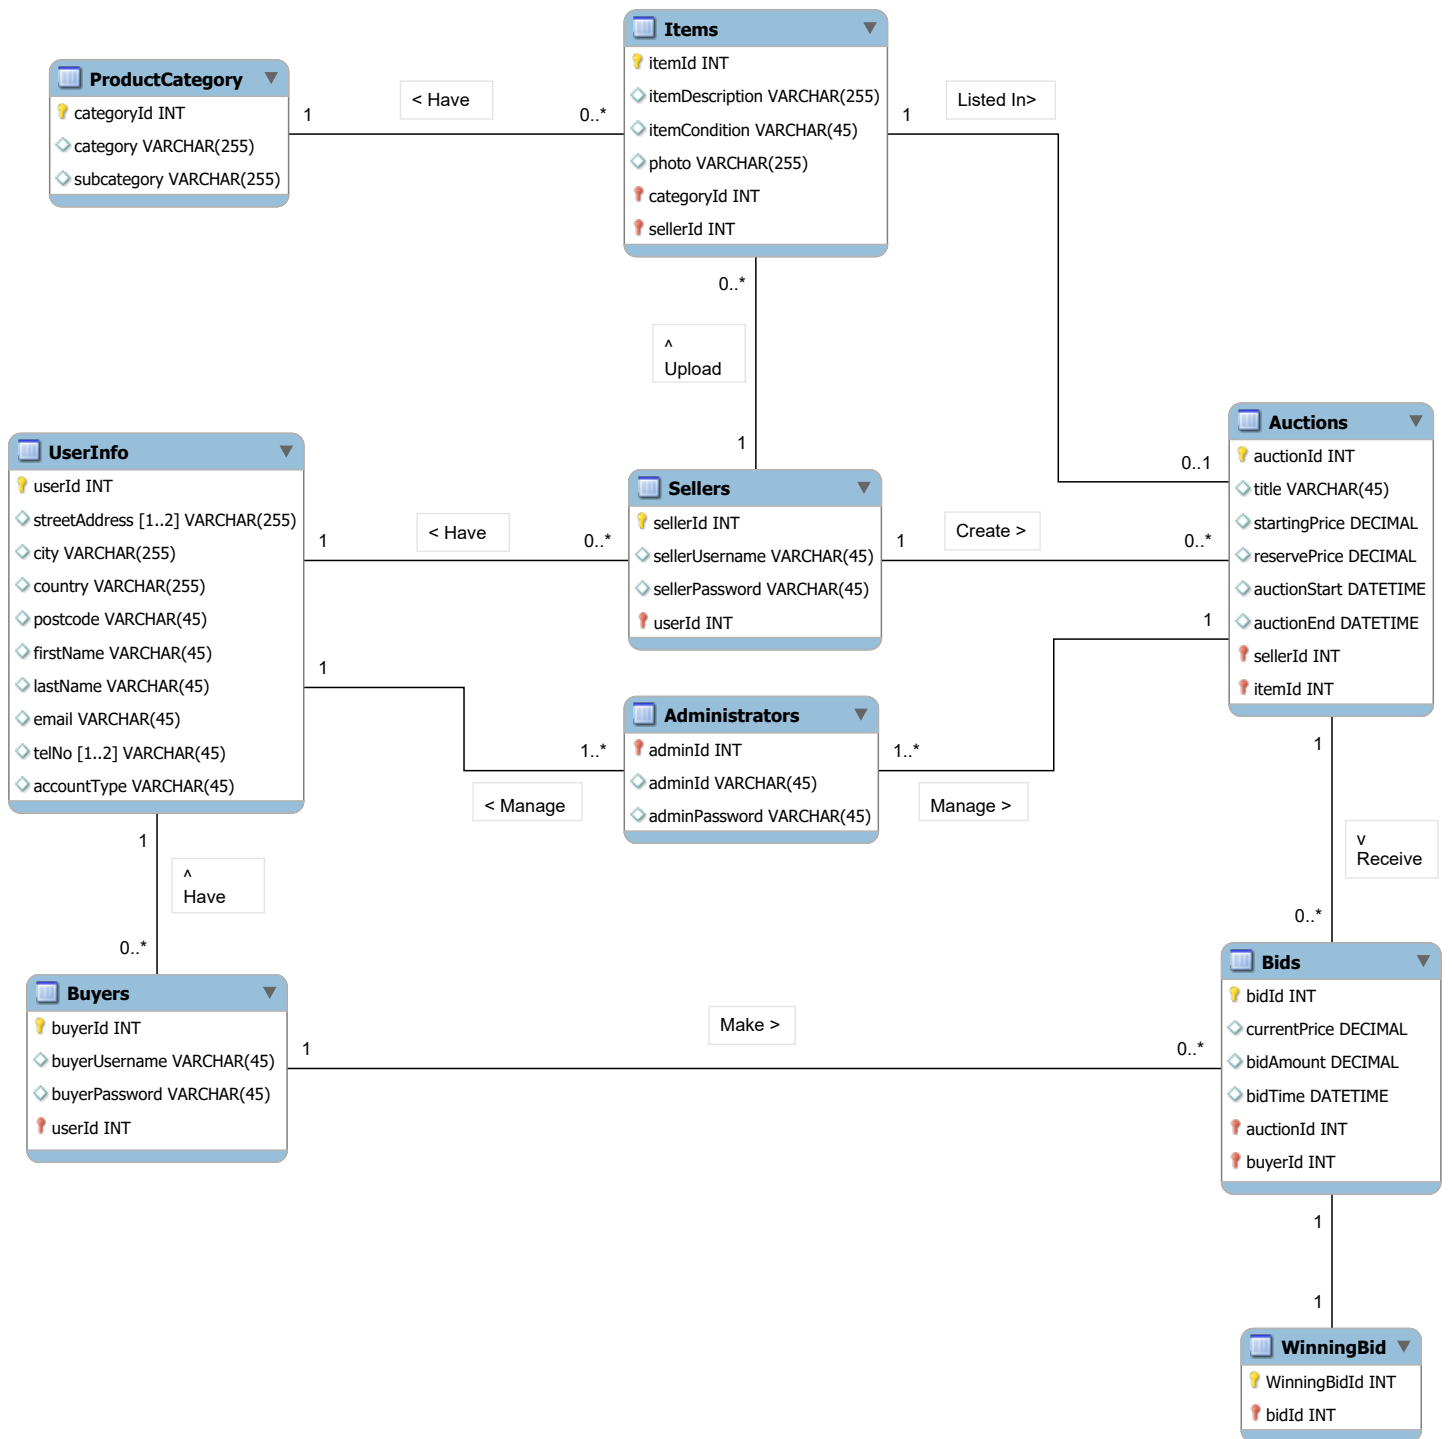 Items
itemId INT
itemDescription VARCHAR(255)
itemCondition VARCHAR(45)
photo VARCHAR(255)
categoryId INT
sellerId INT
ProductCategory
categoryId INT
category VARCHAR(255)
subcategory VARCHAR(255)
1
< Have
0..*
1
Listed In>
0..1
0..*
^
Upload
1
UserInfo
userId INT
streetAddress [1..2] VARCHAR(255)
city VARCHAR(255)
country VARCHAR(255)
postcode VARCHAR(45)
firstName VARCHAR(45)
lastName VARCHAR(45)
email VARCHAR(45)
telNo [1..2] VARCHAR(45)
accountType VARCHAR(45)
1
< Have
0..*
Sellers
sellerId INT
sellerUsername VARCHAR(45)
sellerPassword VARCHAR(45)
userId INT
1
Create >
0..*
Auctions
auctionId INT
title VARCHAR(45)
startingPrice DECIMAL
reservePrice DECIMAL
auctionStart DATETIME
auctionEnd DATETIME
sellerId INT
itemId INT
1
< Manage
1..*
Administrators
adminId INT
adminId VARCHAR(45)
adminPassword VARCHAR(45)
1..*
Manage >
1
1
^
Have
0..*
1
v
Receive
0..*
Buyers
buyerId INT
buyerUsername VARCHAR(45)
buyerPassword VARCHAR(45)
userId INT
1
Make >
0..*
Bids
bidId INT
currentPrice DECIMAL
bidAmount DECIMAL
bidTime DATETIME
auctionId INT
buyerId INT
1
1
WinningBid
WinningBidId INT
bidId INT